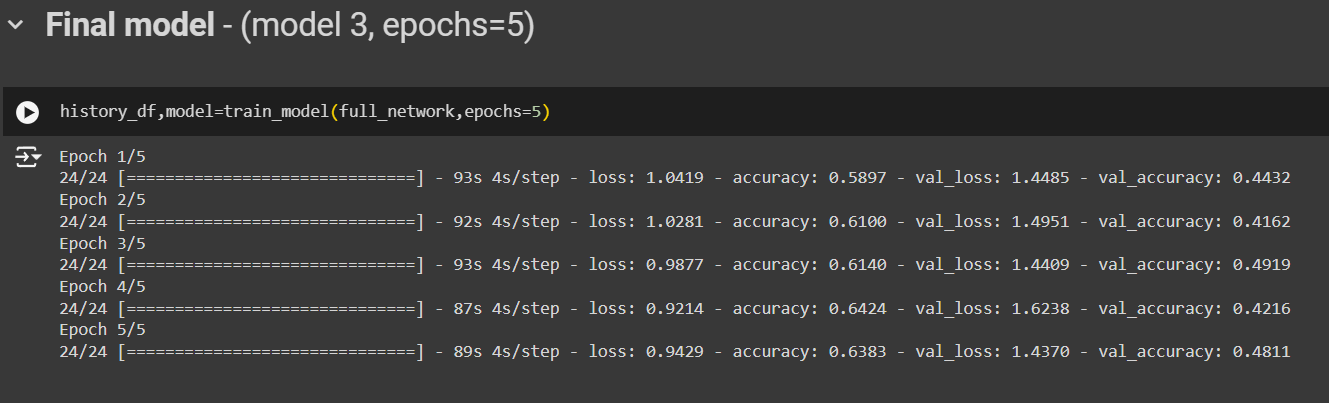 Final model - (model 3, epochs=5)
history_df,model=train_model(full_network,epochs=5)
Epoch 1/5
24/24 [==============================] - 93s 4s/step - loss: 1.0419 - accuracy: 0.5897 - val_loss: 1.4485 - val_accuracy: 0.4432
Epoch 2/5
24/24 [==============================] - 92s 4s/step - loss: 1.0281 - accuracy: 0.6100 - val_loss: 1.4951 - val_accuracy: 0.4162
Epoch 3/5
24/24 [==============================] - 93s 4s/step - loss: 0.9877 - accuracy: 0.6140 - val_loss: 1.4409 - val_accuracy: 0.4919
Epoch 4/5
24/24 [==============================] - 87s 4s/step - loss: 0.9214 - accuracy: 0.6424 - val_loss: 1.6238 - val_accuracy: 0.4216
Epoch 5/5
24/24 [==============================] - 89s 4s/step - loss: 0.9429 - accuracy: 0.6383 - val_loss: 1.4370 - val_accuracy: 0.4811